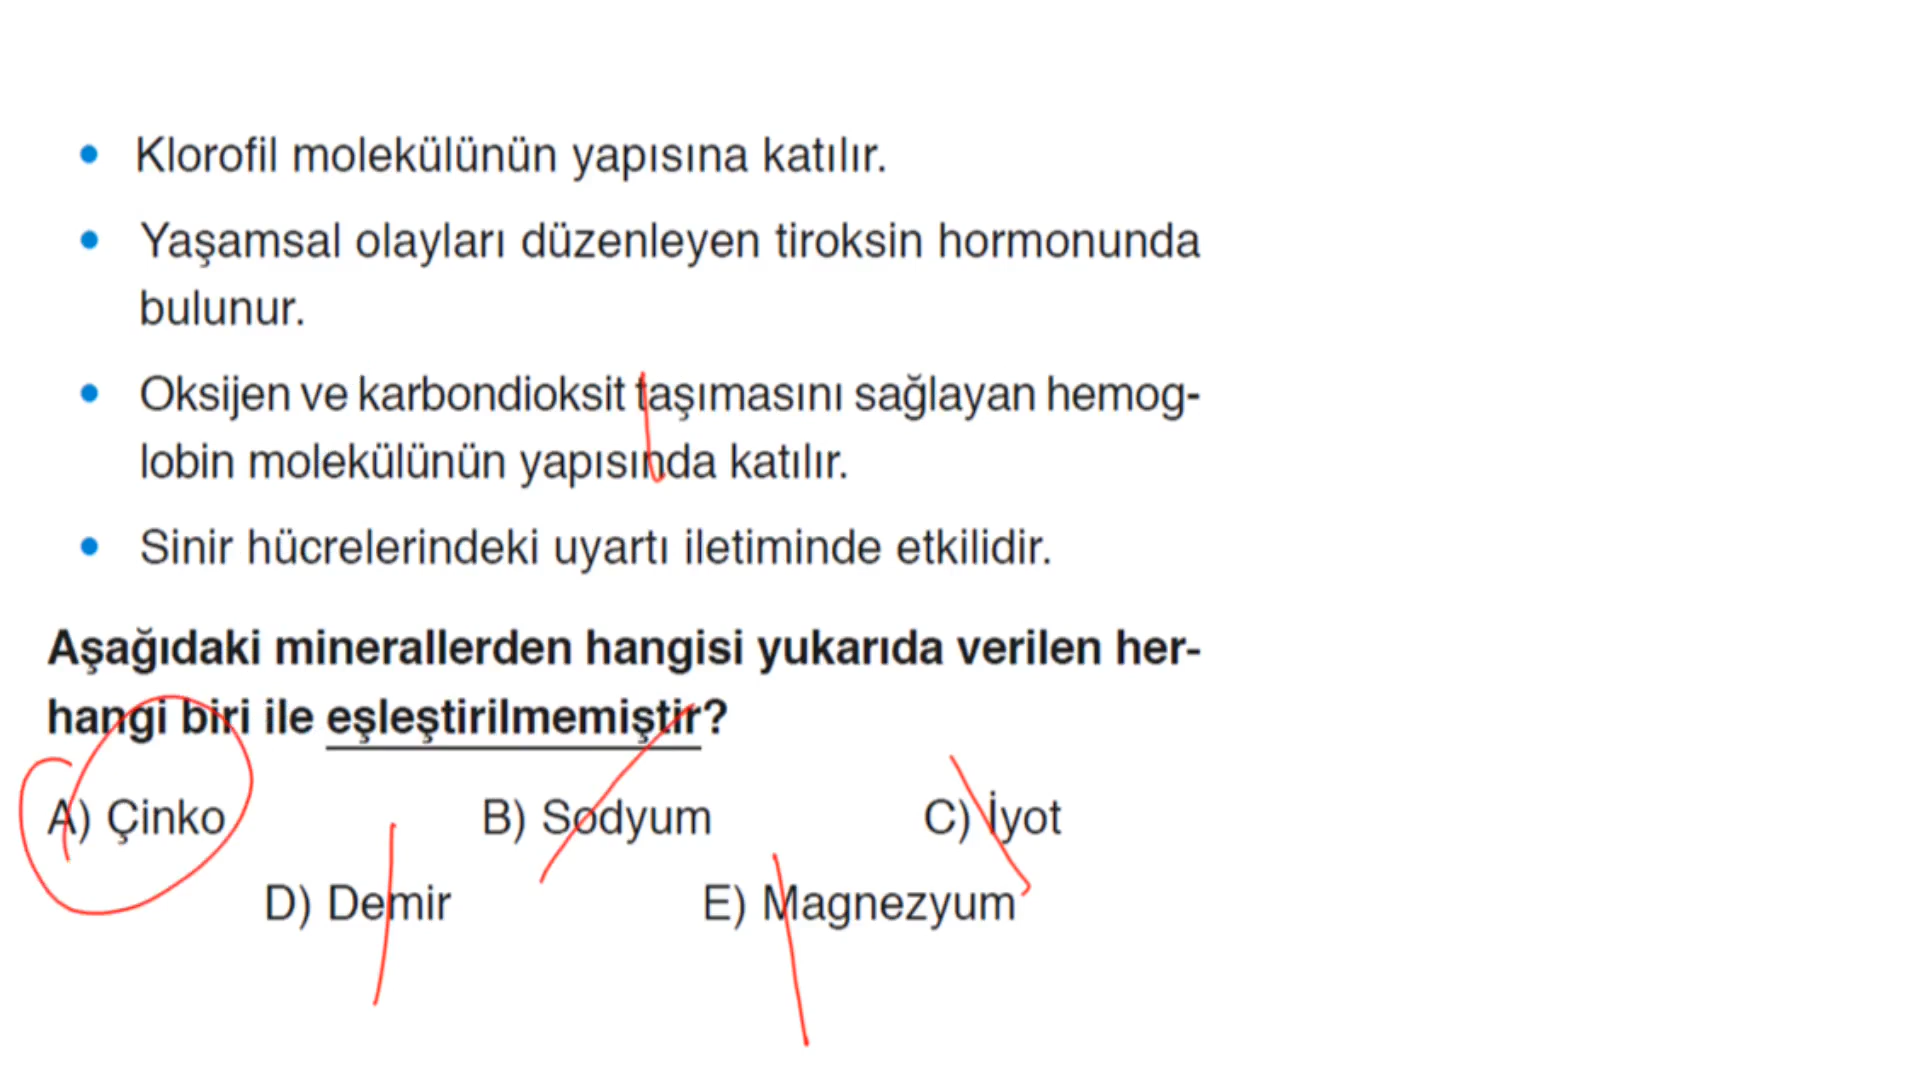 • Klorofil molekülünün yapısına katılır.
• Yaşamsal olayları düzenleyen tiroksin hormonunda
bulunur.
• Oksijen ve karbondioksit taşımasını sağlayan hemog-
lobin molekülünün yapısında katılır.
• Sinir hücrelerindeki uyartı iletiminde etkilidir.
Aşağıdaki minerallerden hangisi yukarıda verilen her-
hangi biri ile eşleştirilmemiştir?
A) Çinko B) Sodyum C) İyot
D) Demir E) Magnezyum